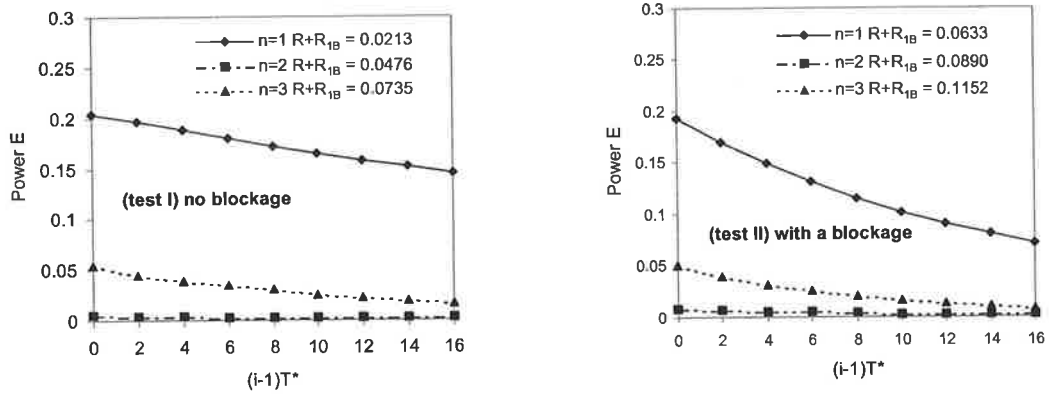 0.3
0.25
0.2
0.15
0.1
0.05
0
Power E
n=1 R+R1B = 0.0213
n=2 R+R1B = 0.0476
n=3 R+R1B = 0.0735
(test I) no blockage
0 2 4 6 8 10 12 14 16
(i-1)T*
0.3
0.25
0.2
0.15
0.1
0.05
0
Power E
n=1 R+R1B = 0.0633
n=2 R+R1B = 0.0890
n=3 R+R1B = 0.1152
(test II) with a blockage
0 2 4 6 8 10 12 14 16
(i-1)T*